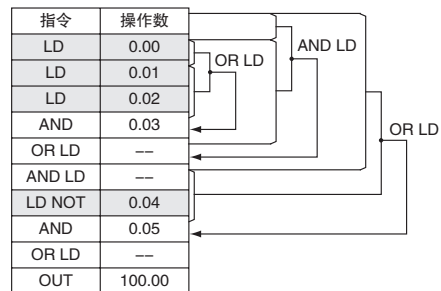 指令 操作数
LD 0.00
LD 0.01
LD 0.02
AND 0.03
OR LD --
AND LD --
LD NOT 0.04
AND 0.05
OR LD --
OUT 100.00
OR LD
AND LD
OR LD